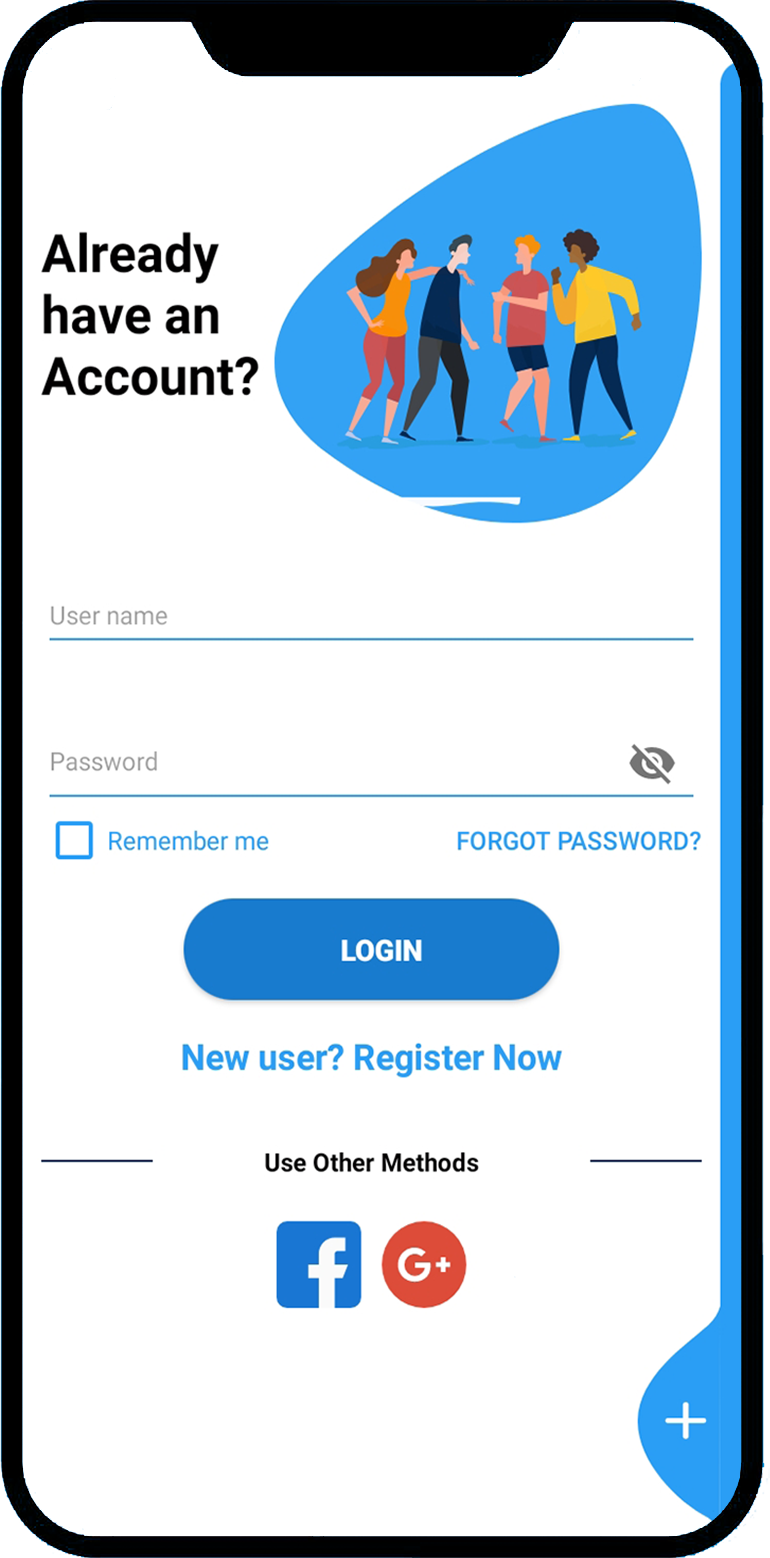 Already
have an
Account?
User name
Password
Remember me
FORGOT PASSWORD?
LOGIN
New user? Register Now
Use Other Methods
f G+
+